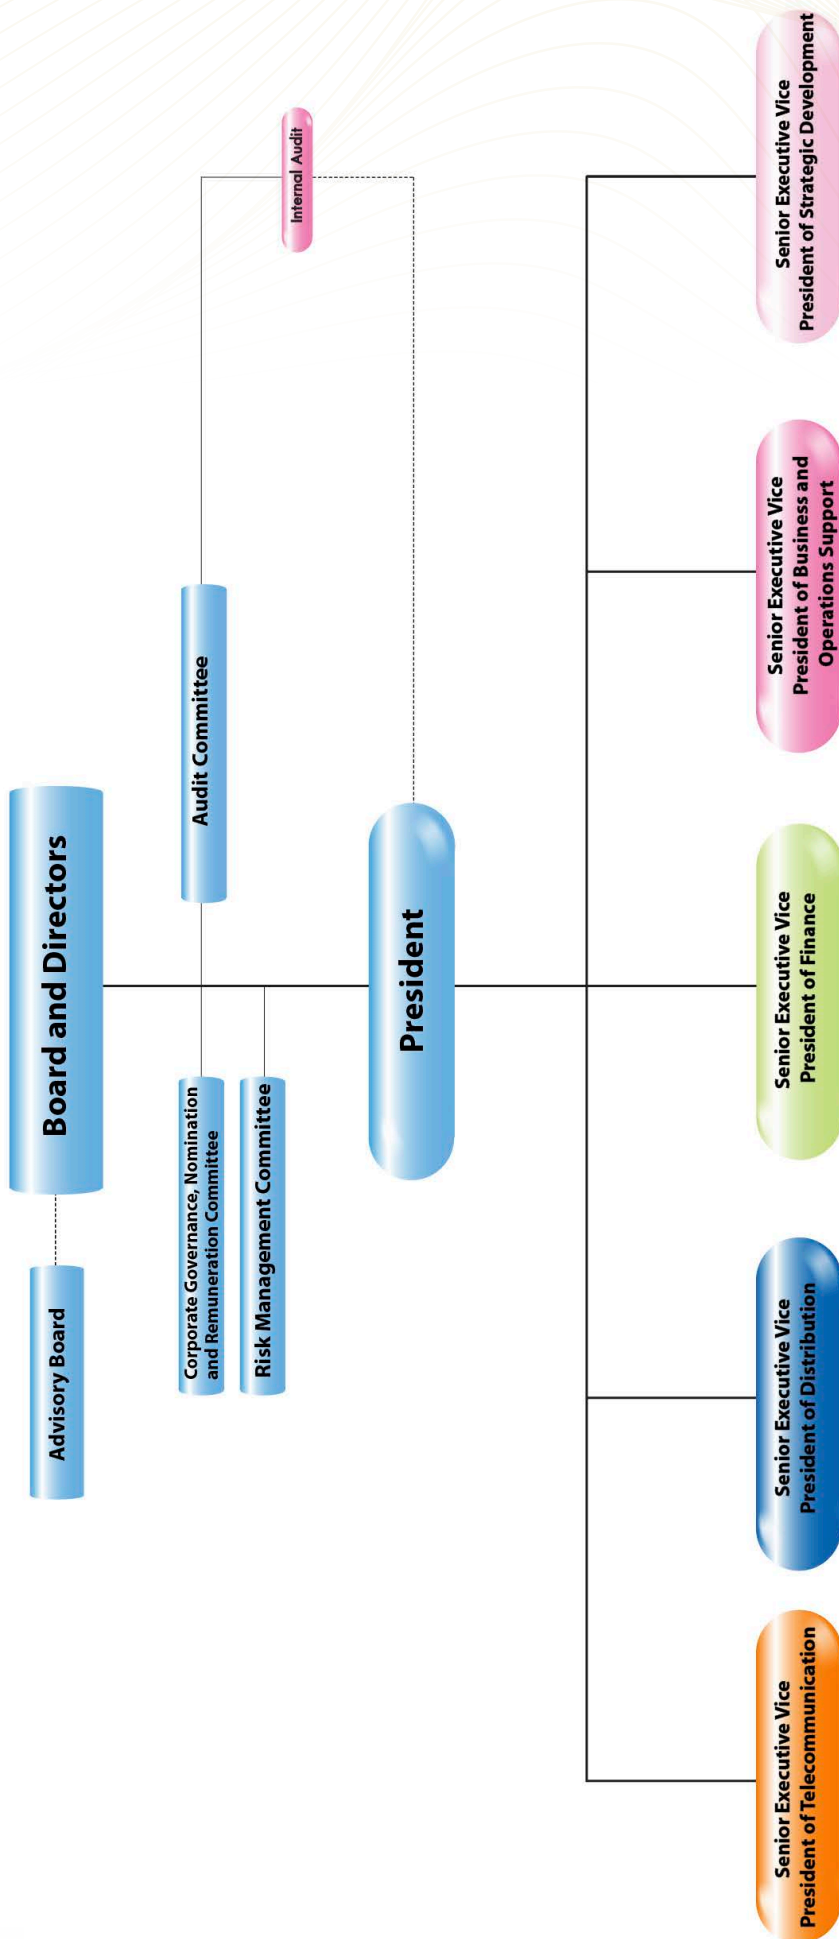 Board and Directors
Advisory Board
Audit Committee
Corporate Governance, Nomination
and Remuneration Committee
Risk Management Committee
Internal Audit
President
Senior Executive Vice
President of Telecommunication
Senior Executive Vice
President of Distribution
Senior Executive Vice
President of Finance
Senior Executive Vice
President of Business and
Operations Support
Senior Executive Vice
President of Strategic Development